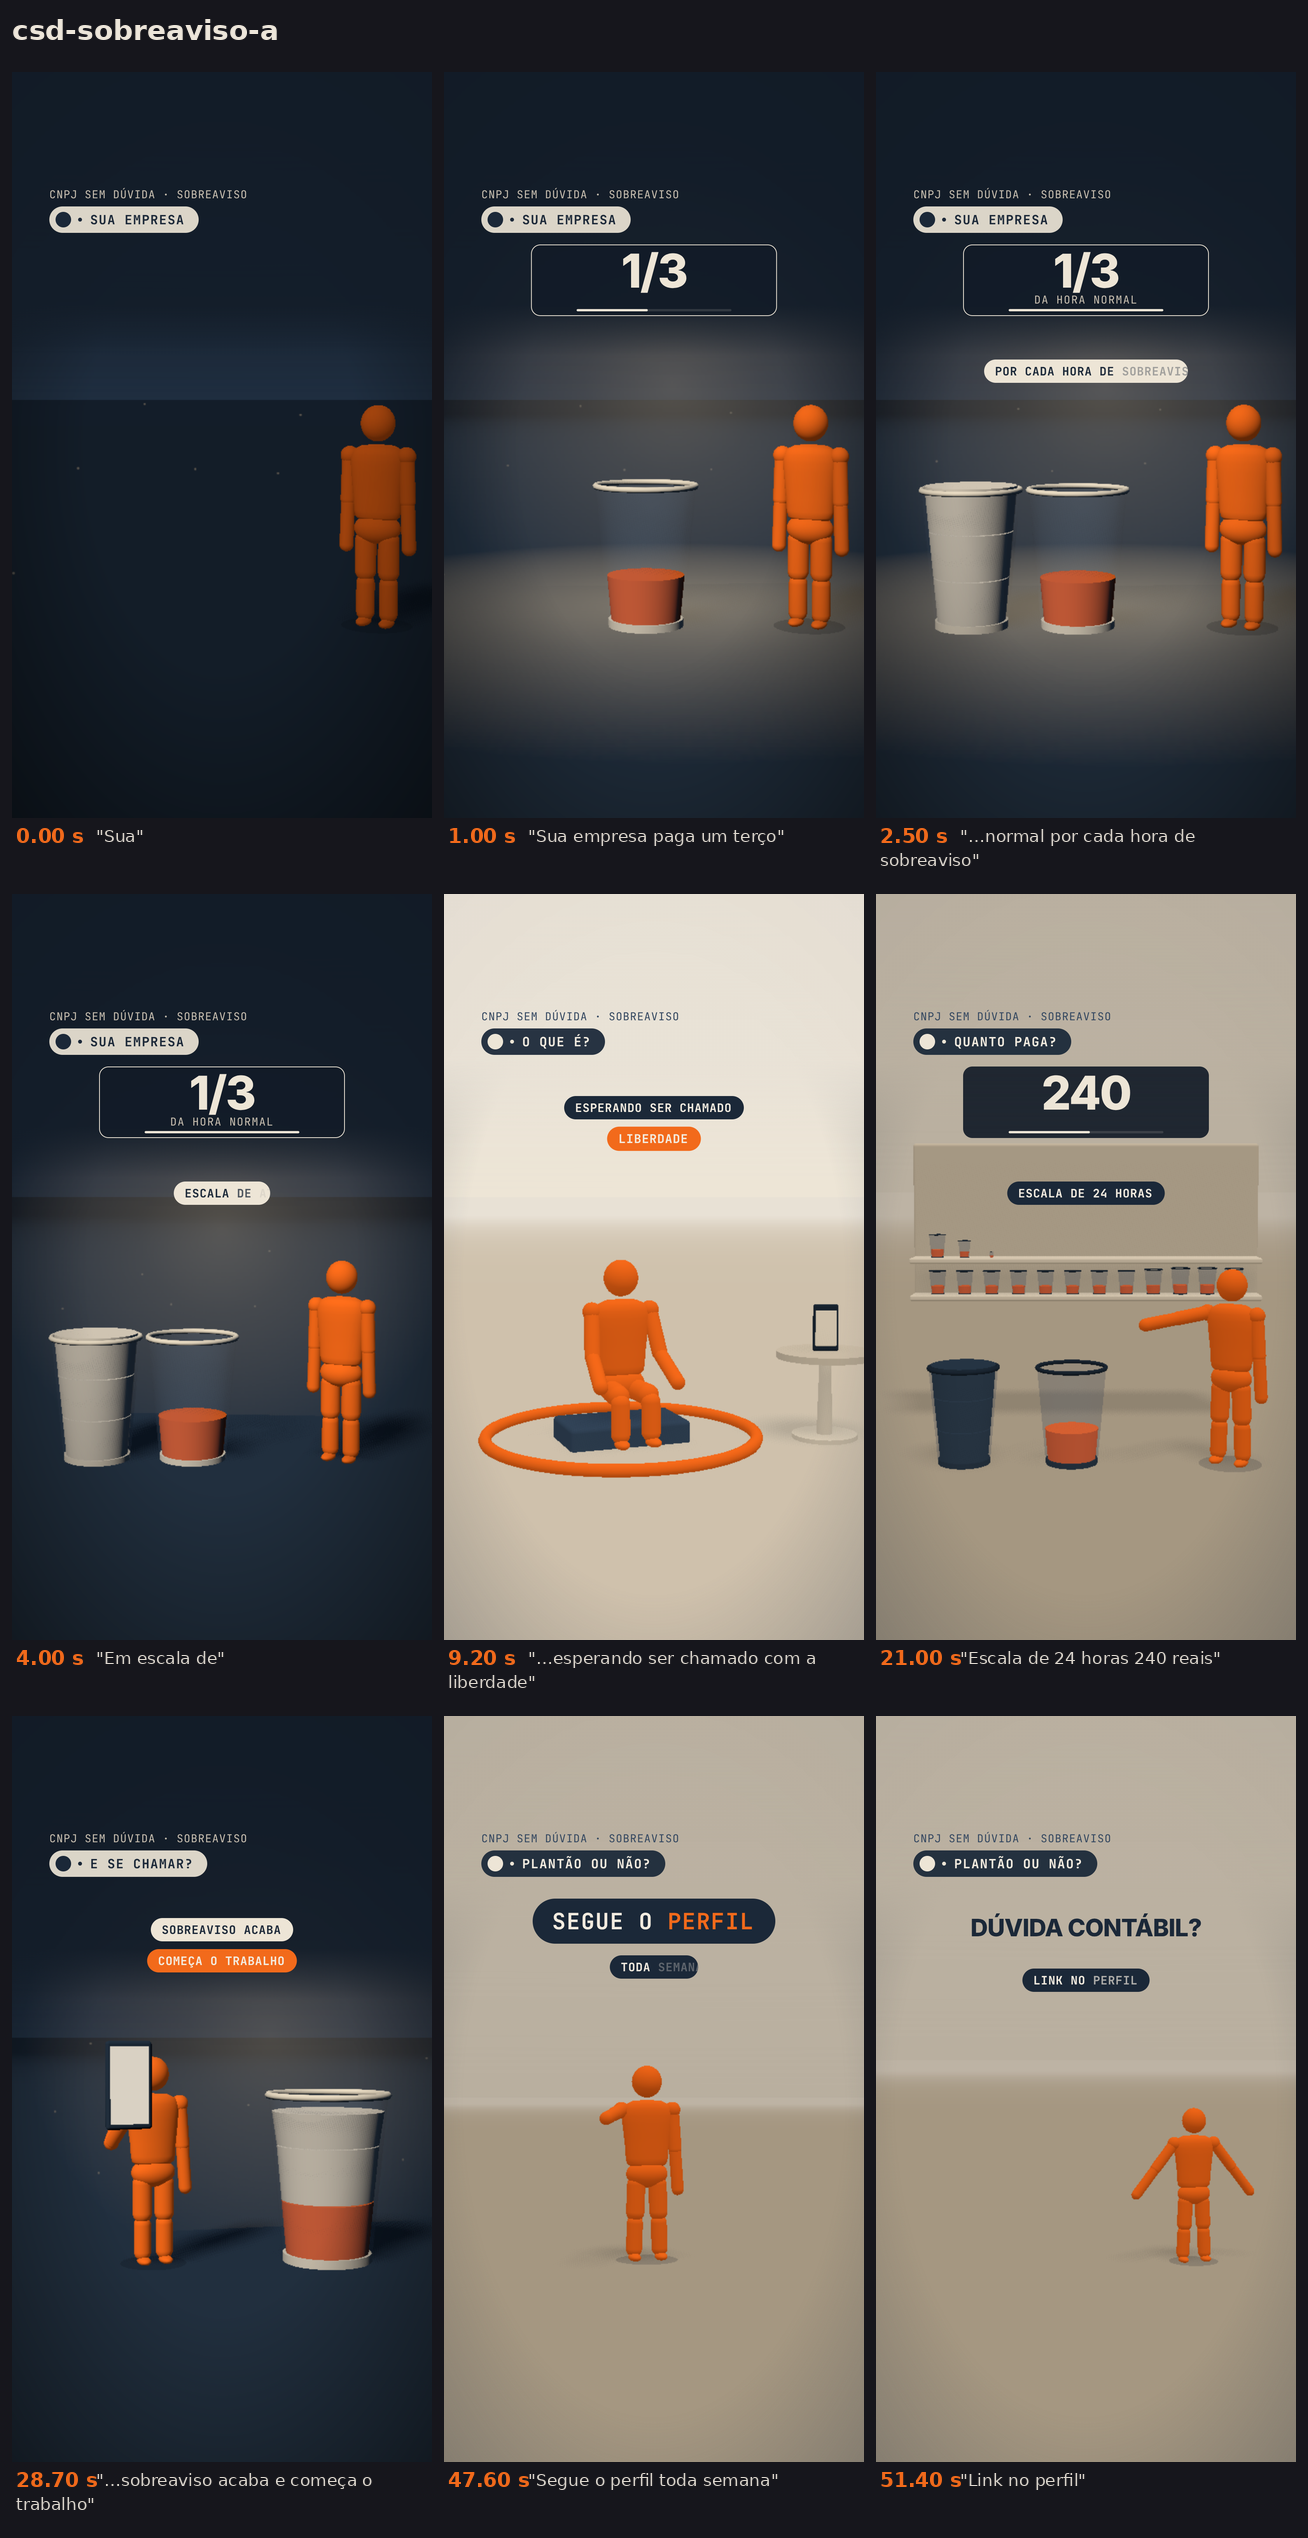 csd-sobreaviso-a
CNPJ SEM DÚVIDA · SOBREAVISO
• SUA EMPRESA
0.00 s "Sua"
CNPJ SEM DÚVIDA · SOBREAVISO
• SUA EMPRESA
1/3
1.00 s "Sua empresa paga um terço"
CNPJ SEM DÚVIDA · SOBREAVISO
• SUA EMPRESA
1/3
DA HORA NORMAL
POR CADA HORA DE SOBREAVIS
2.50 s "...normal por cada hora de
sobreaviso"
CNPJ SEM DÚVIDA · SOBREAVISO
• SUA EMPRESA
1/3
DA HORA NORMAL
ESCALA DE
4.00 s "Em escala de"
CNPJ SEM DÚVIDA · SOBREAVISO
• O QUE É?
ESPERANDO SER CHAMADO
LIBERDADE
9.20 s "...esperando ser chamado com a
liberdade"
CNPJ SEM DÚVIDA · SOBREAVISO
• QUANTO PAGA?
240
ESCALA DE 24 HORAS
21.00 s "Escala de 24 horas 240 reais"
CNPJ SEM DÚVIDA · SOBREAVISO
• E SE CHAMAR?
SOBREAVISO ACABA
COMEÇA O TRABALHO
28.70 s "...sobreaviso acaba e começa o
trabalho"
CNPJ SEM DÚVIDA · SOBREAVISO
• PLANTÃO OU NÃO?
SEGUE O PERFIL
TODA SEMAN
47.60 s "Segue o perfil toda semana"
CNPJ SEM DÚVIDA · SOBREAVISO
• PLANTÃO OU NÃO?
DÚVIDA CONTÁBIL?
LINK NO PERFIL
51.40 s "Link no perfil"